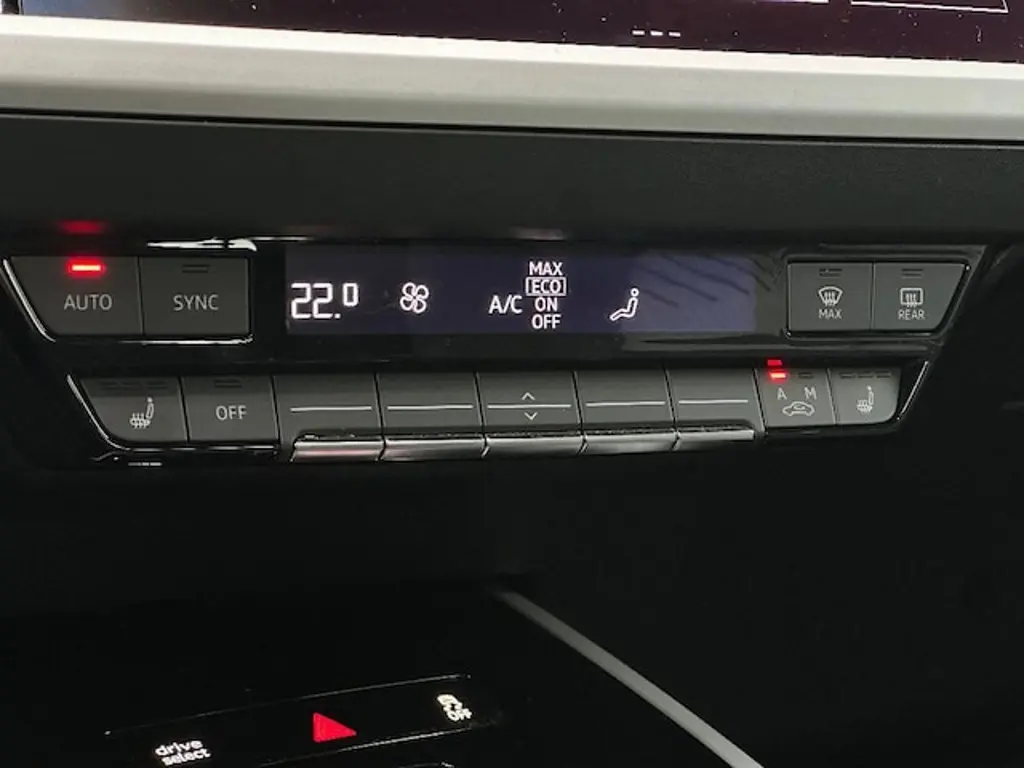 AUTO
SYNC
22.0
A/C
MAX
ECO
ON
OFF
MAX
REAR
OFF
A M
OFF
drive
select